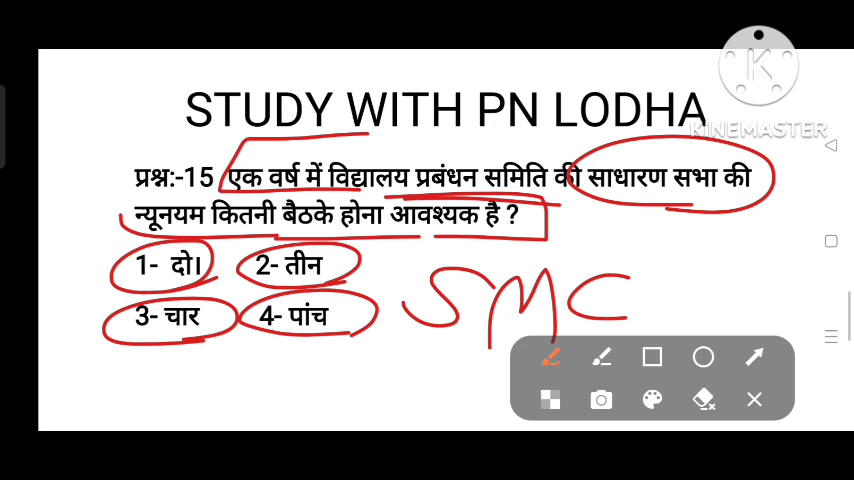 STUDY WITH PN LODHA
KINEMASTER
प्रश्न:-15 एक वर्ष में विद्यालय प्रबंधन समिति की साधारण सभा की
न्यूनयम कितनी बैठके होना आवश्यक है ?
1- दो। 2- तीन
3- चार 4- पांच
SMC